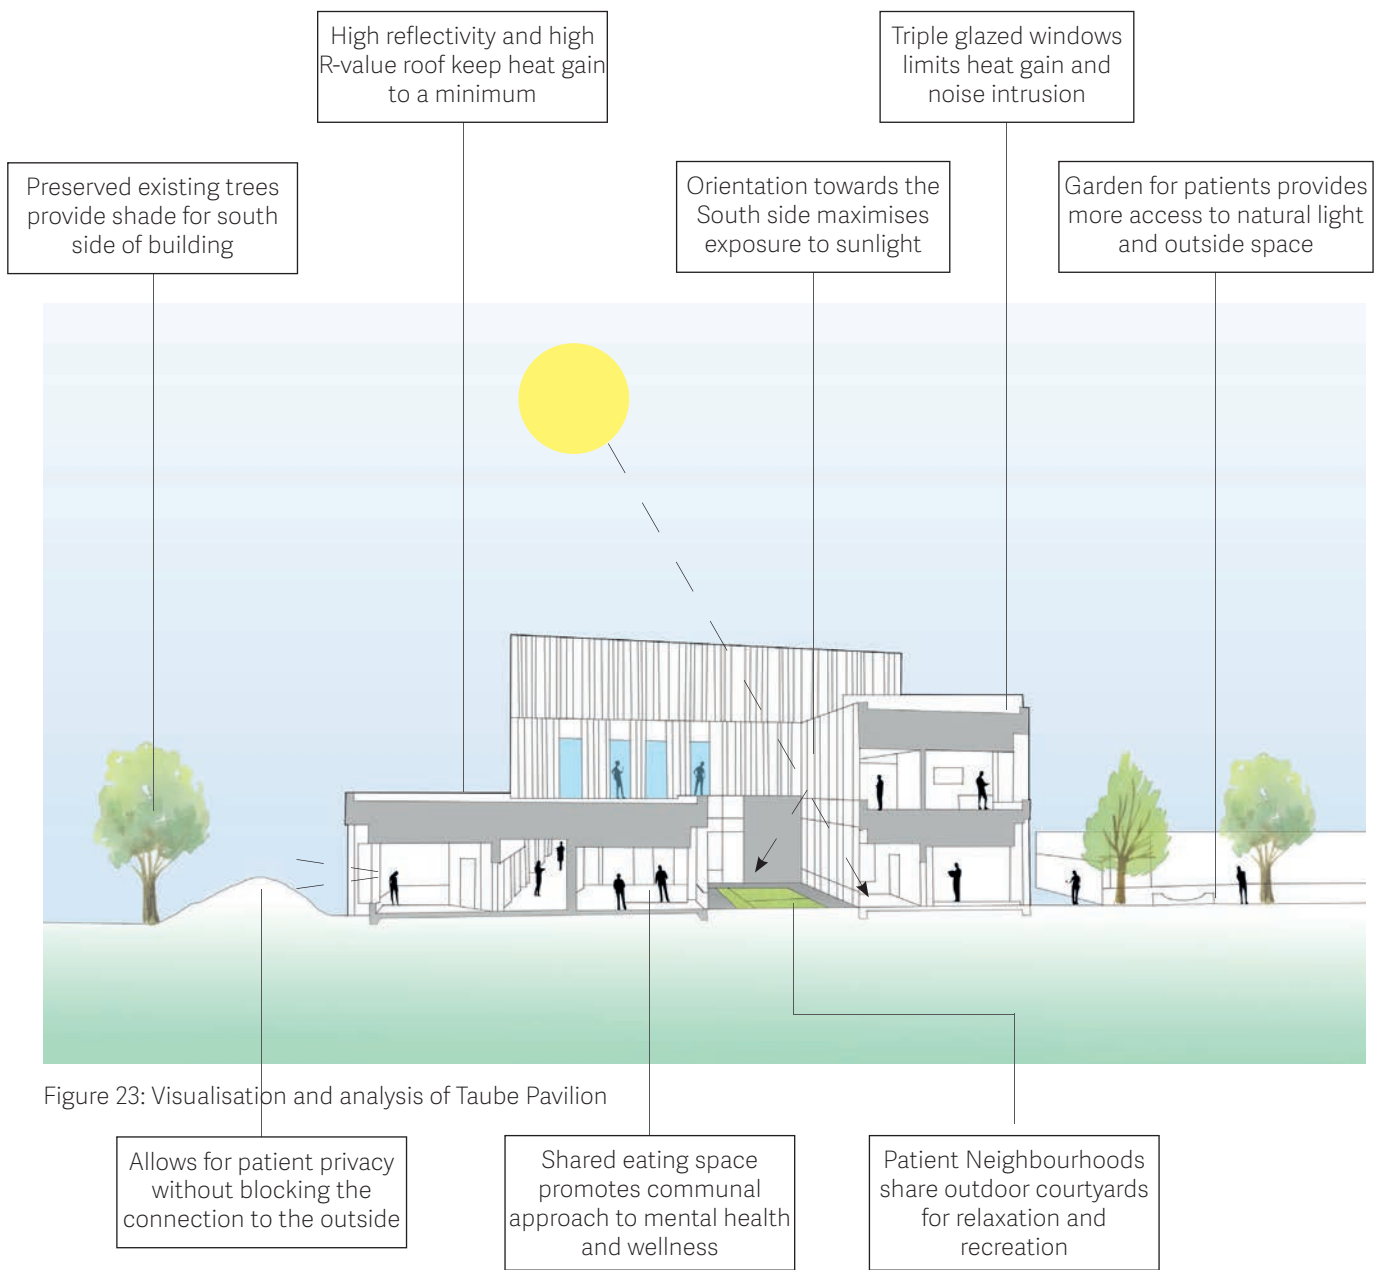 High reflectivity and high
R-value roof keep heat gain
to a minimum
Triple glazed windows
limits heat gain and
noise intrusion
Preserved existing trees
provide shade for south
side of building
Orientation towards the
South side maximises
exposure to sunlight
Garden for patients provides
more access to natural light
and outside space
Figure 23: Visualisation and analysis of Taube Pavilion
Allows for patient privacy
without blocking the
connection to the outside
Shared eating space
promotes communal
approach to mental health
and wellness
Patient Neighbourhoods
share outdoor courtyards
for relaxation and
recreation